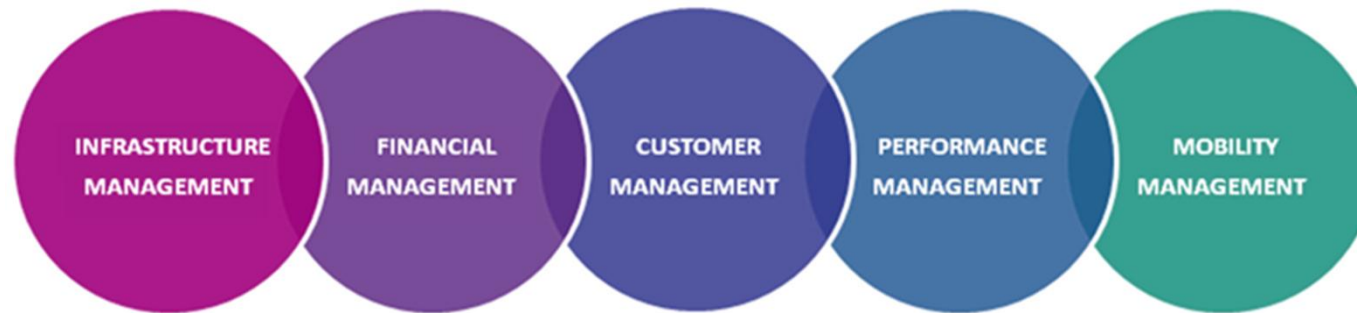 INFRASTRUCTURE
MANAGEMENT
FINANCIAL
MANAGEMENT
CUSTOMER
MANAGEMENT
PERFORMANCE
MANAGEMENT
MOBILITY
MANAGEMENT